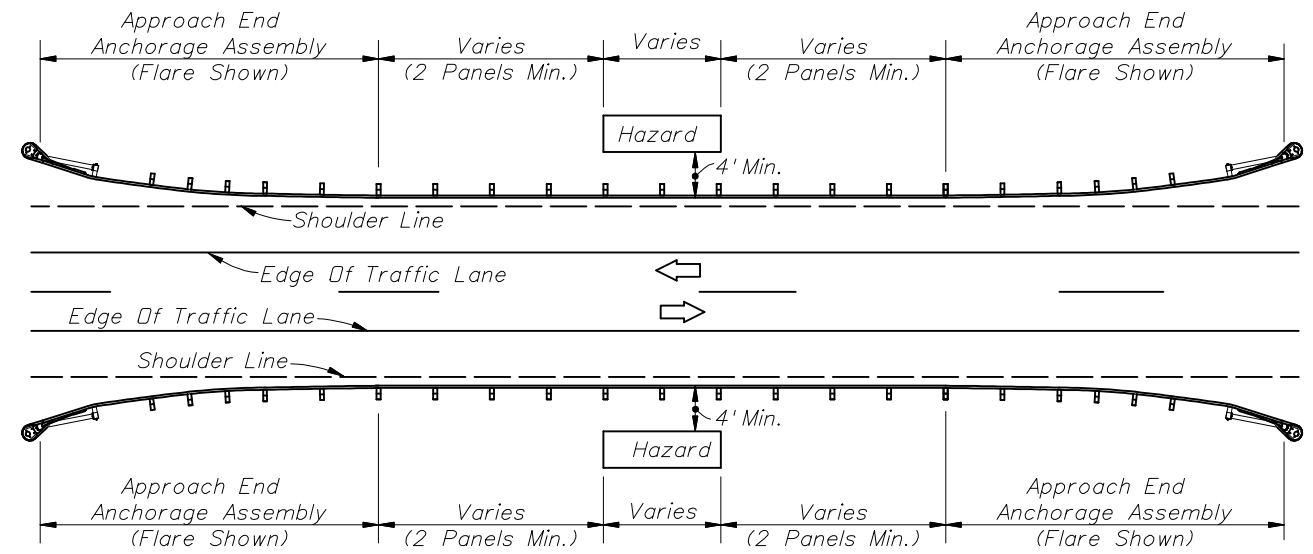 Approach End
Anchorage Assembly
(Flare Shown)
Varies
(2 Panels Min.)
Varies
Varies
(2 Panels Min.)
Approach End
Anchorage Assembly
(Flare Shown)
Hazard
4' Min.
Shoulder Line
Edge Of Traffic Lane
Edge Of Traffic Lane
Shoulder Line
4' Min.
Hazard
Approach End
Anchorage Assembly
(Flare Shown)
Varies
(2 Panels Min.)
Varies
Varies
(2 Panels Min.)
Approach End
Anchorage Assembly
(Flare Shown)